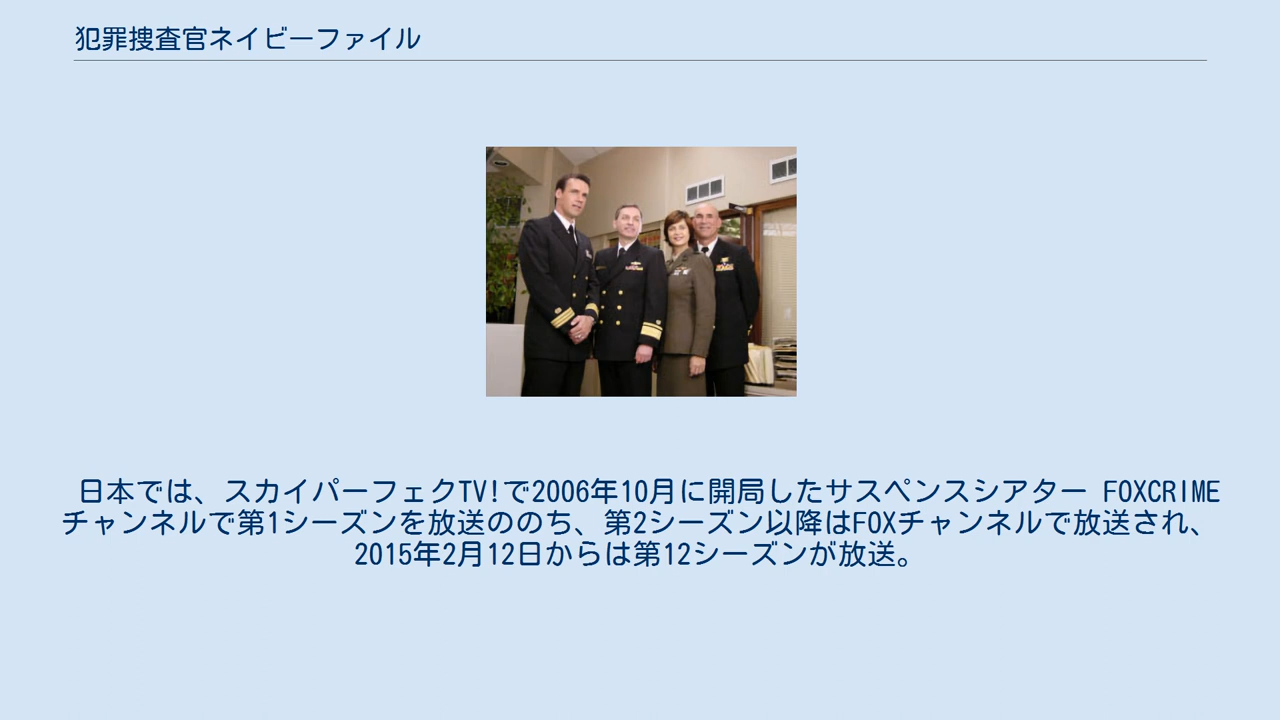 犯罪捜査官ネイビーファイル
日本では、スカイパーフェクTV!で2006年10月に開局したサスペンスシアター FOXCRIME
チャンネルで第1シーズンを放送ののち、第2シーズン以降はFOXチャンネルで放送され、
2015年2月12日からは第12シーズンが放送。